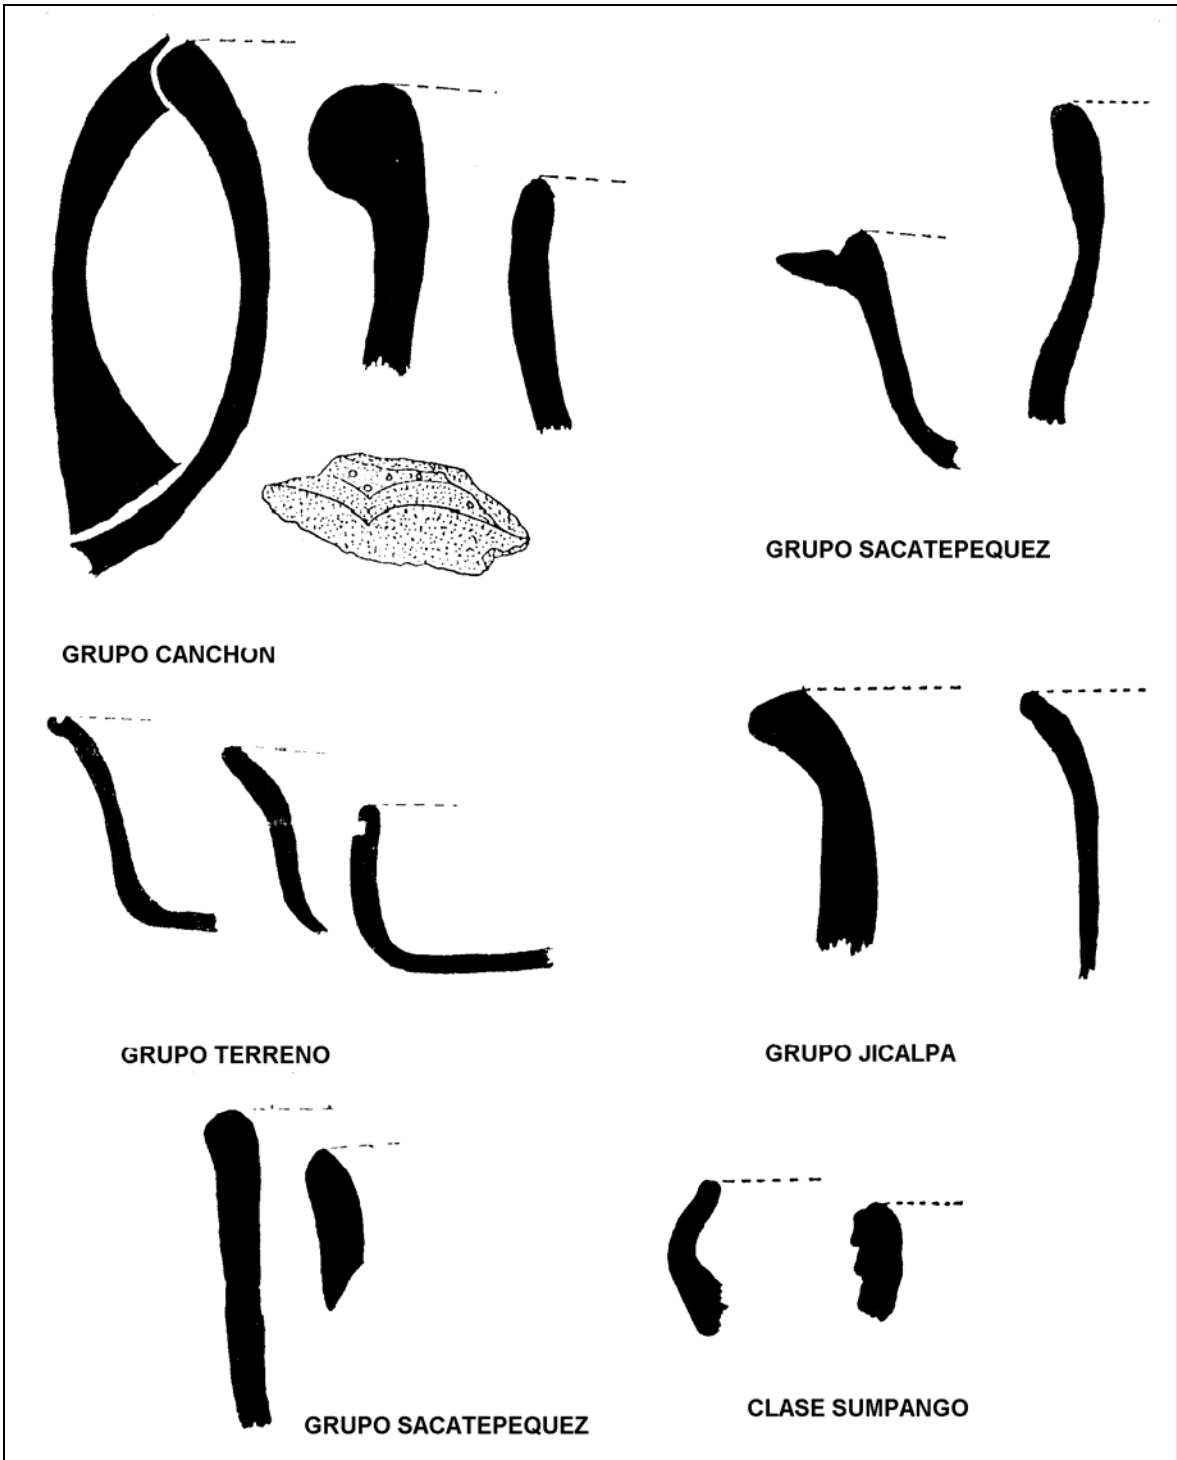 GRUPO SACATEPEQUEZ
GRUPO CANCHON
GRUPO TERRENO
GRUPO JICALPA
GRUPO SACATEPEQUEZ
CLASE SUMPANGO